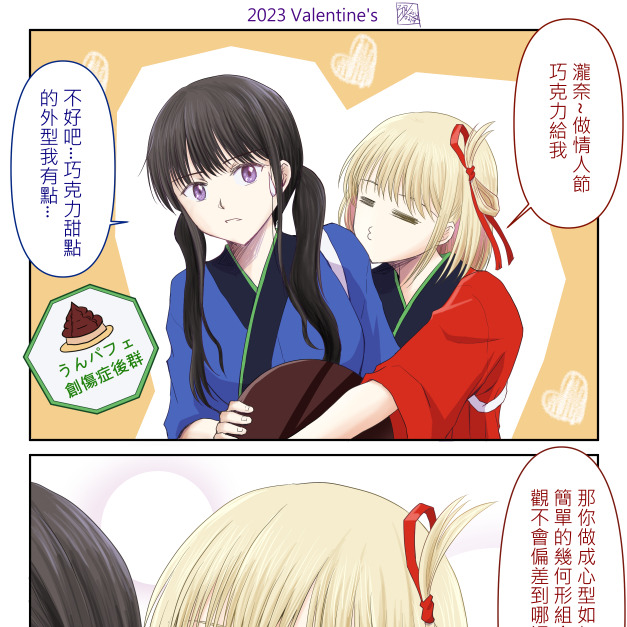 2023 Valentine's
瀧奈~做情人節
巧克力給我
不好吧…巧克力甜點
的外型我有點…
うんパフェ
創傷症後群
那你做成心型如
簡單的幾何形組
觀不會偏差到哪